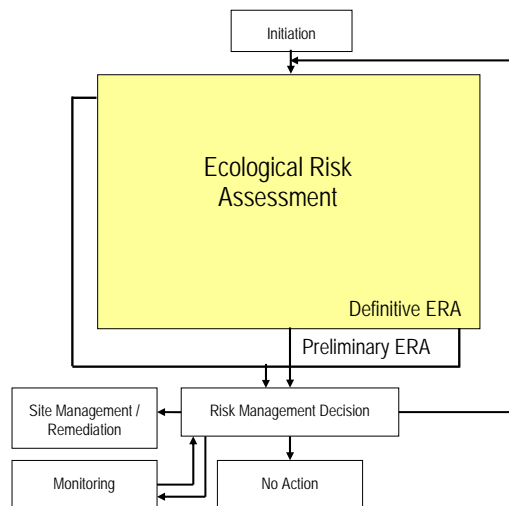 Initiation
Ecological Risk
Assessment
Definitive ERA
Preliminary ERA
Site Management /
Remediation
Risk Management Decision
Monitoring
No Action